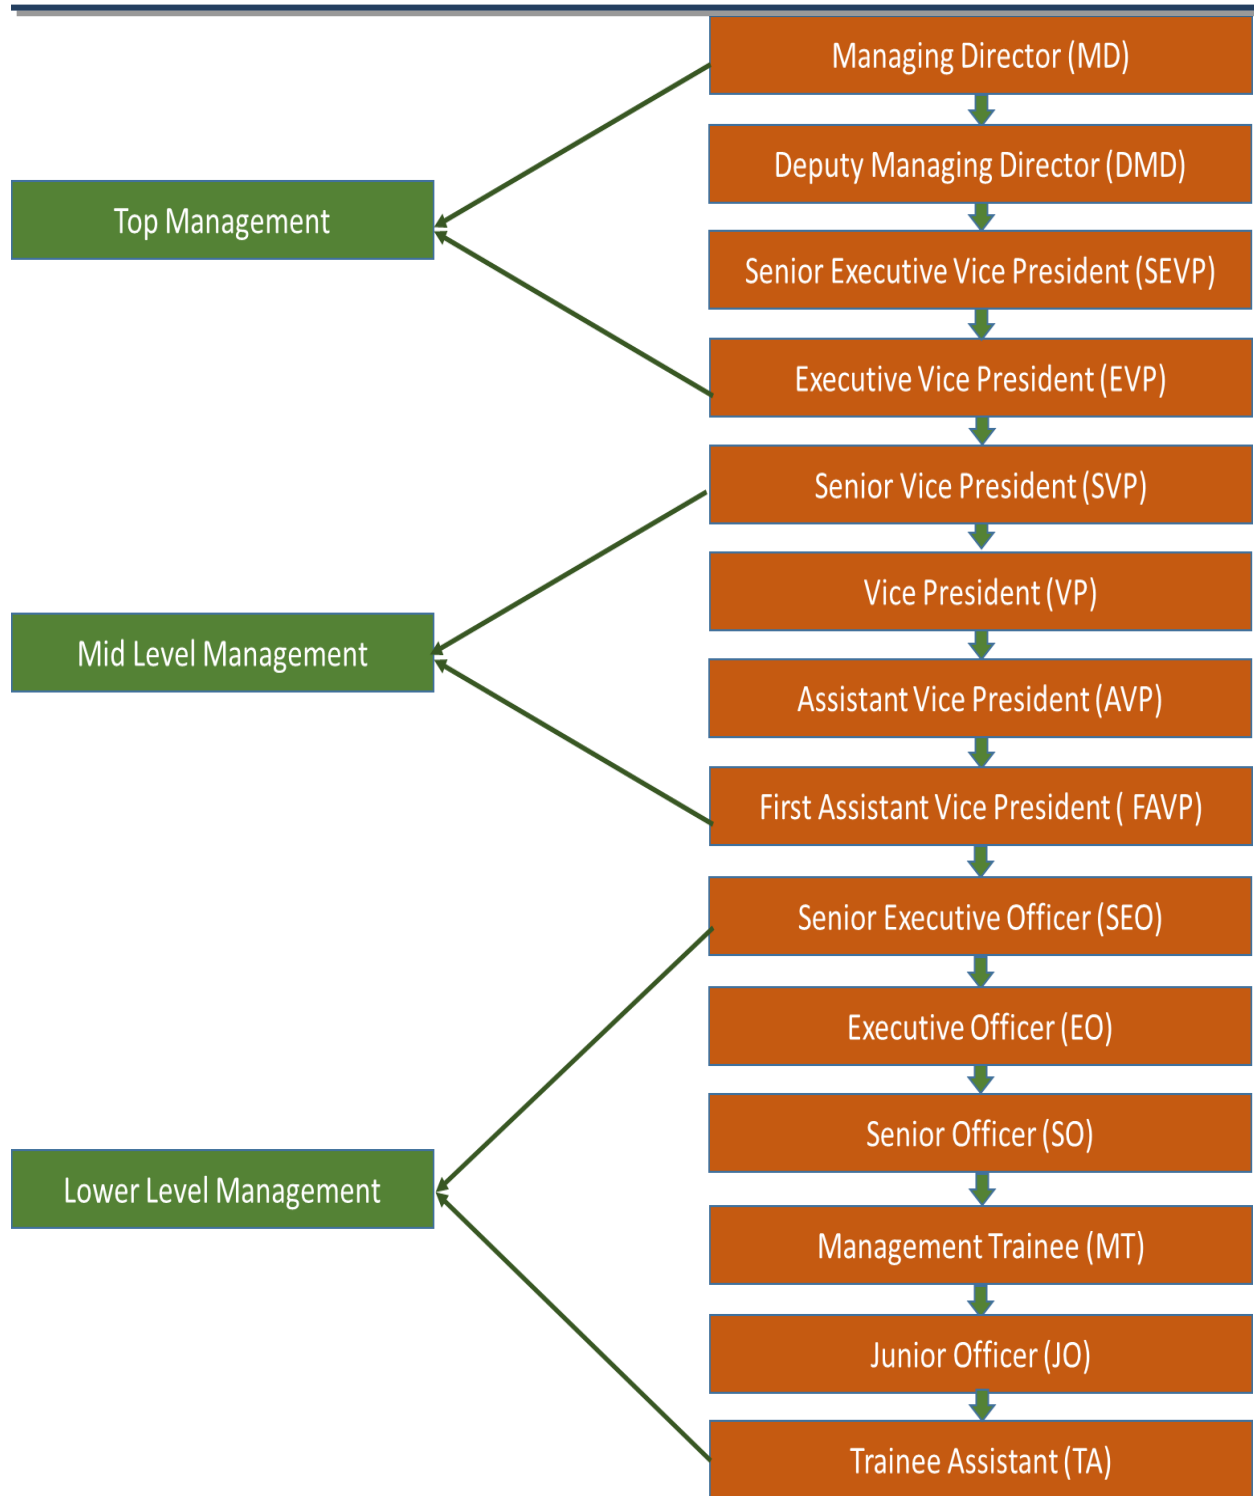 Managing Director (MD)
Deputy Managing Director (DMD)
Top Management
Senior Executive Vice President (SEVP)
Executive Vice President (EVP)
Senior Vice President (SVP)
Vice President (VP)
Mid Level Management
Assistant Vice President (AVP)
First Assistant Vice President ( FAVP)
Senior Executive Officer (SEO)
Executive Officer (EO)
Senior Officer (SO)
Lower Level Management
Management Trainee (MT)
Junior Officer (JO)
Trainee Assistant (TA)